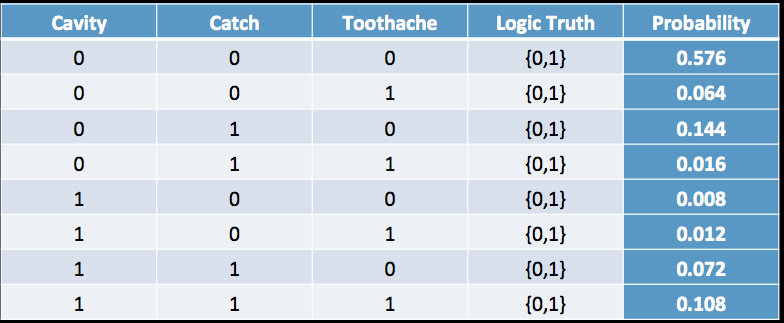 Cavity Catch Toothache Logic Truth Probability
0 0 0 {0,1} 0.576
0 0 1 {0,1} 0.064
0 1 0 {0,1} 0.144
0 1 1 {0,1} 0.016
1 0 0 {0,1} 0.008
1 0 1 {0,1} 0.012
1 1 0 {0,1} 0.072
1 1 1 {0,1} 0.108